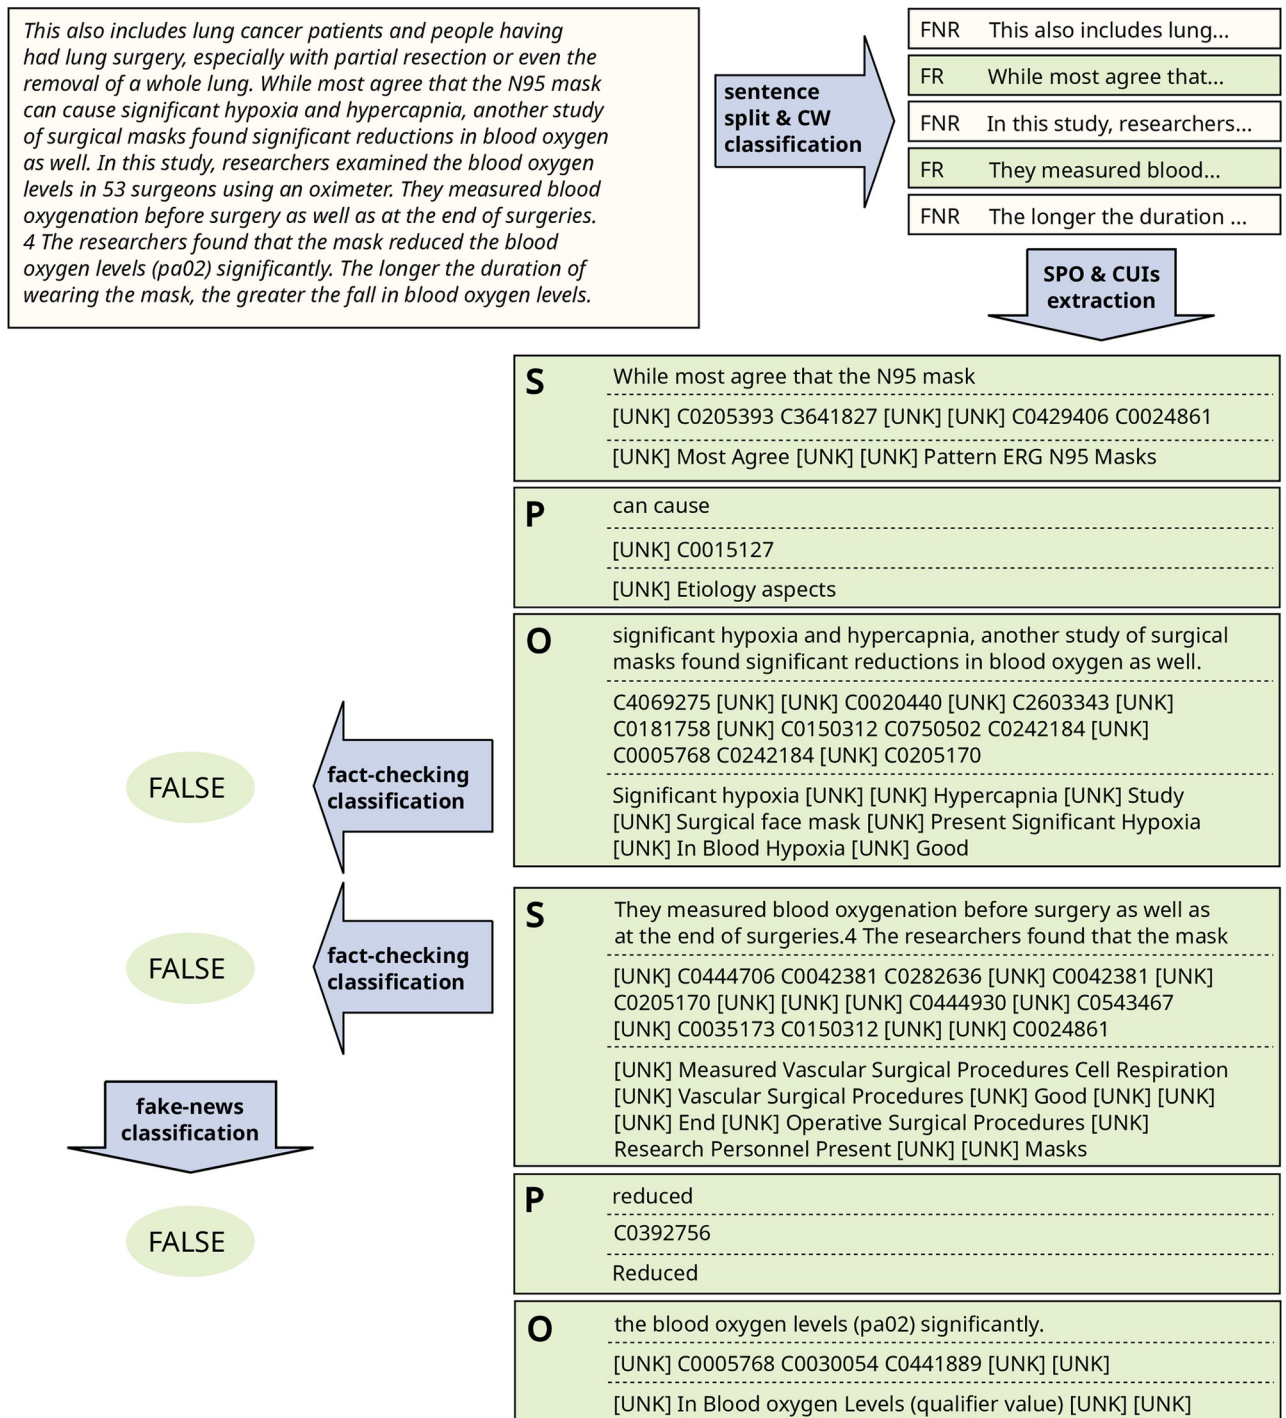 This also includes lung cancer patients and people having
had lung surgery, especially with partial resection or even the
removal of a whole lung. While most agree that the N95 mask
can cause significant hypoxia and hypercapnia, another study
of surgical masks found significant reductions in blood oxygen
as well. In this study, researchers examined the blood oxygen
levels in 53 surgeons using an oximeter. They measured blood
oxygenation before surgery as well as at the end of surgeries.
4 The researchers found that the mask reduced the blood
oxygen levels (pa02) significantly. The longer the duration of
wearing the mask, the greater the fall in blood oxygen levels.
sentence
split & CW
classification
FNR This also includes lung...
FR While most agree that...
FNR In this study, researchers...
FR They measured blood...
FNR The longer the duration ...
SPO & CUIs
extraction
S While most agree that the N95 mask
[UNK] C0205393 C3641827 [UNK] [UNK] C0429406 C0024861
[UNK] Most Agree [UNK] [UNK] Pattern ERG N95 Masks
P can cause
[UNK] C0015127
[UNK] Etiology aspects
O significant hypoxia and hypercapnia, another study of surgical
masks found significant reductions in blood oxygen as well.
C4069275 [UNK] [UNK] C0020440 [UNK] C2603343 [UNK]
C0181758 [UNK] C0150312 C0750502 C0242184 [UNK]
C0005768 C0242184 [UNK] C0205170
Significant hypoxia [UNK] [UNK] Hypercapnia [UNK] Study
[UNK] Surgical face mask [UNK] Present Significant Hypoxia
[UNK] In Blood Hypoxia [UNK] Good
fact-checking
classification
FALSE
S They measured blood oxygenation before surgery as well as
at the end of surgeries.4 The researchers found that the mask
[UNK] C0444706 C0042381 C0282636 [UNK] C0042381 [UNK]
C0205170 [UNK] [UNK] [UNK] C0444930 [UNK] C0543467
[UNK] C0035173 C0150312 [UNK] [UNK] C0024861
[UNK] Measured Vascular Surgical Procedures Cell Respiration
[UNK] Vascular Surgical Procedures [UNK] Good [UNK] [UNK]
[UNK] End [UNK] Operative Surgical Procedures [UNK]
Research Personnel Present [UNK] [UNK] Masks
fact-checking
classification
FALSE
P reduced
C0392756
Reduced
O the blood oxygen levels (pa02) significantly.
[UNK] C0005768 C0030054 C0441889 [UNK] [UNK]
[UNK] In Blood oxygen Levels (qualifier value) [UNK] [UNK]
fake-news
classification
FALSE